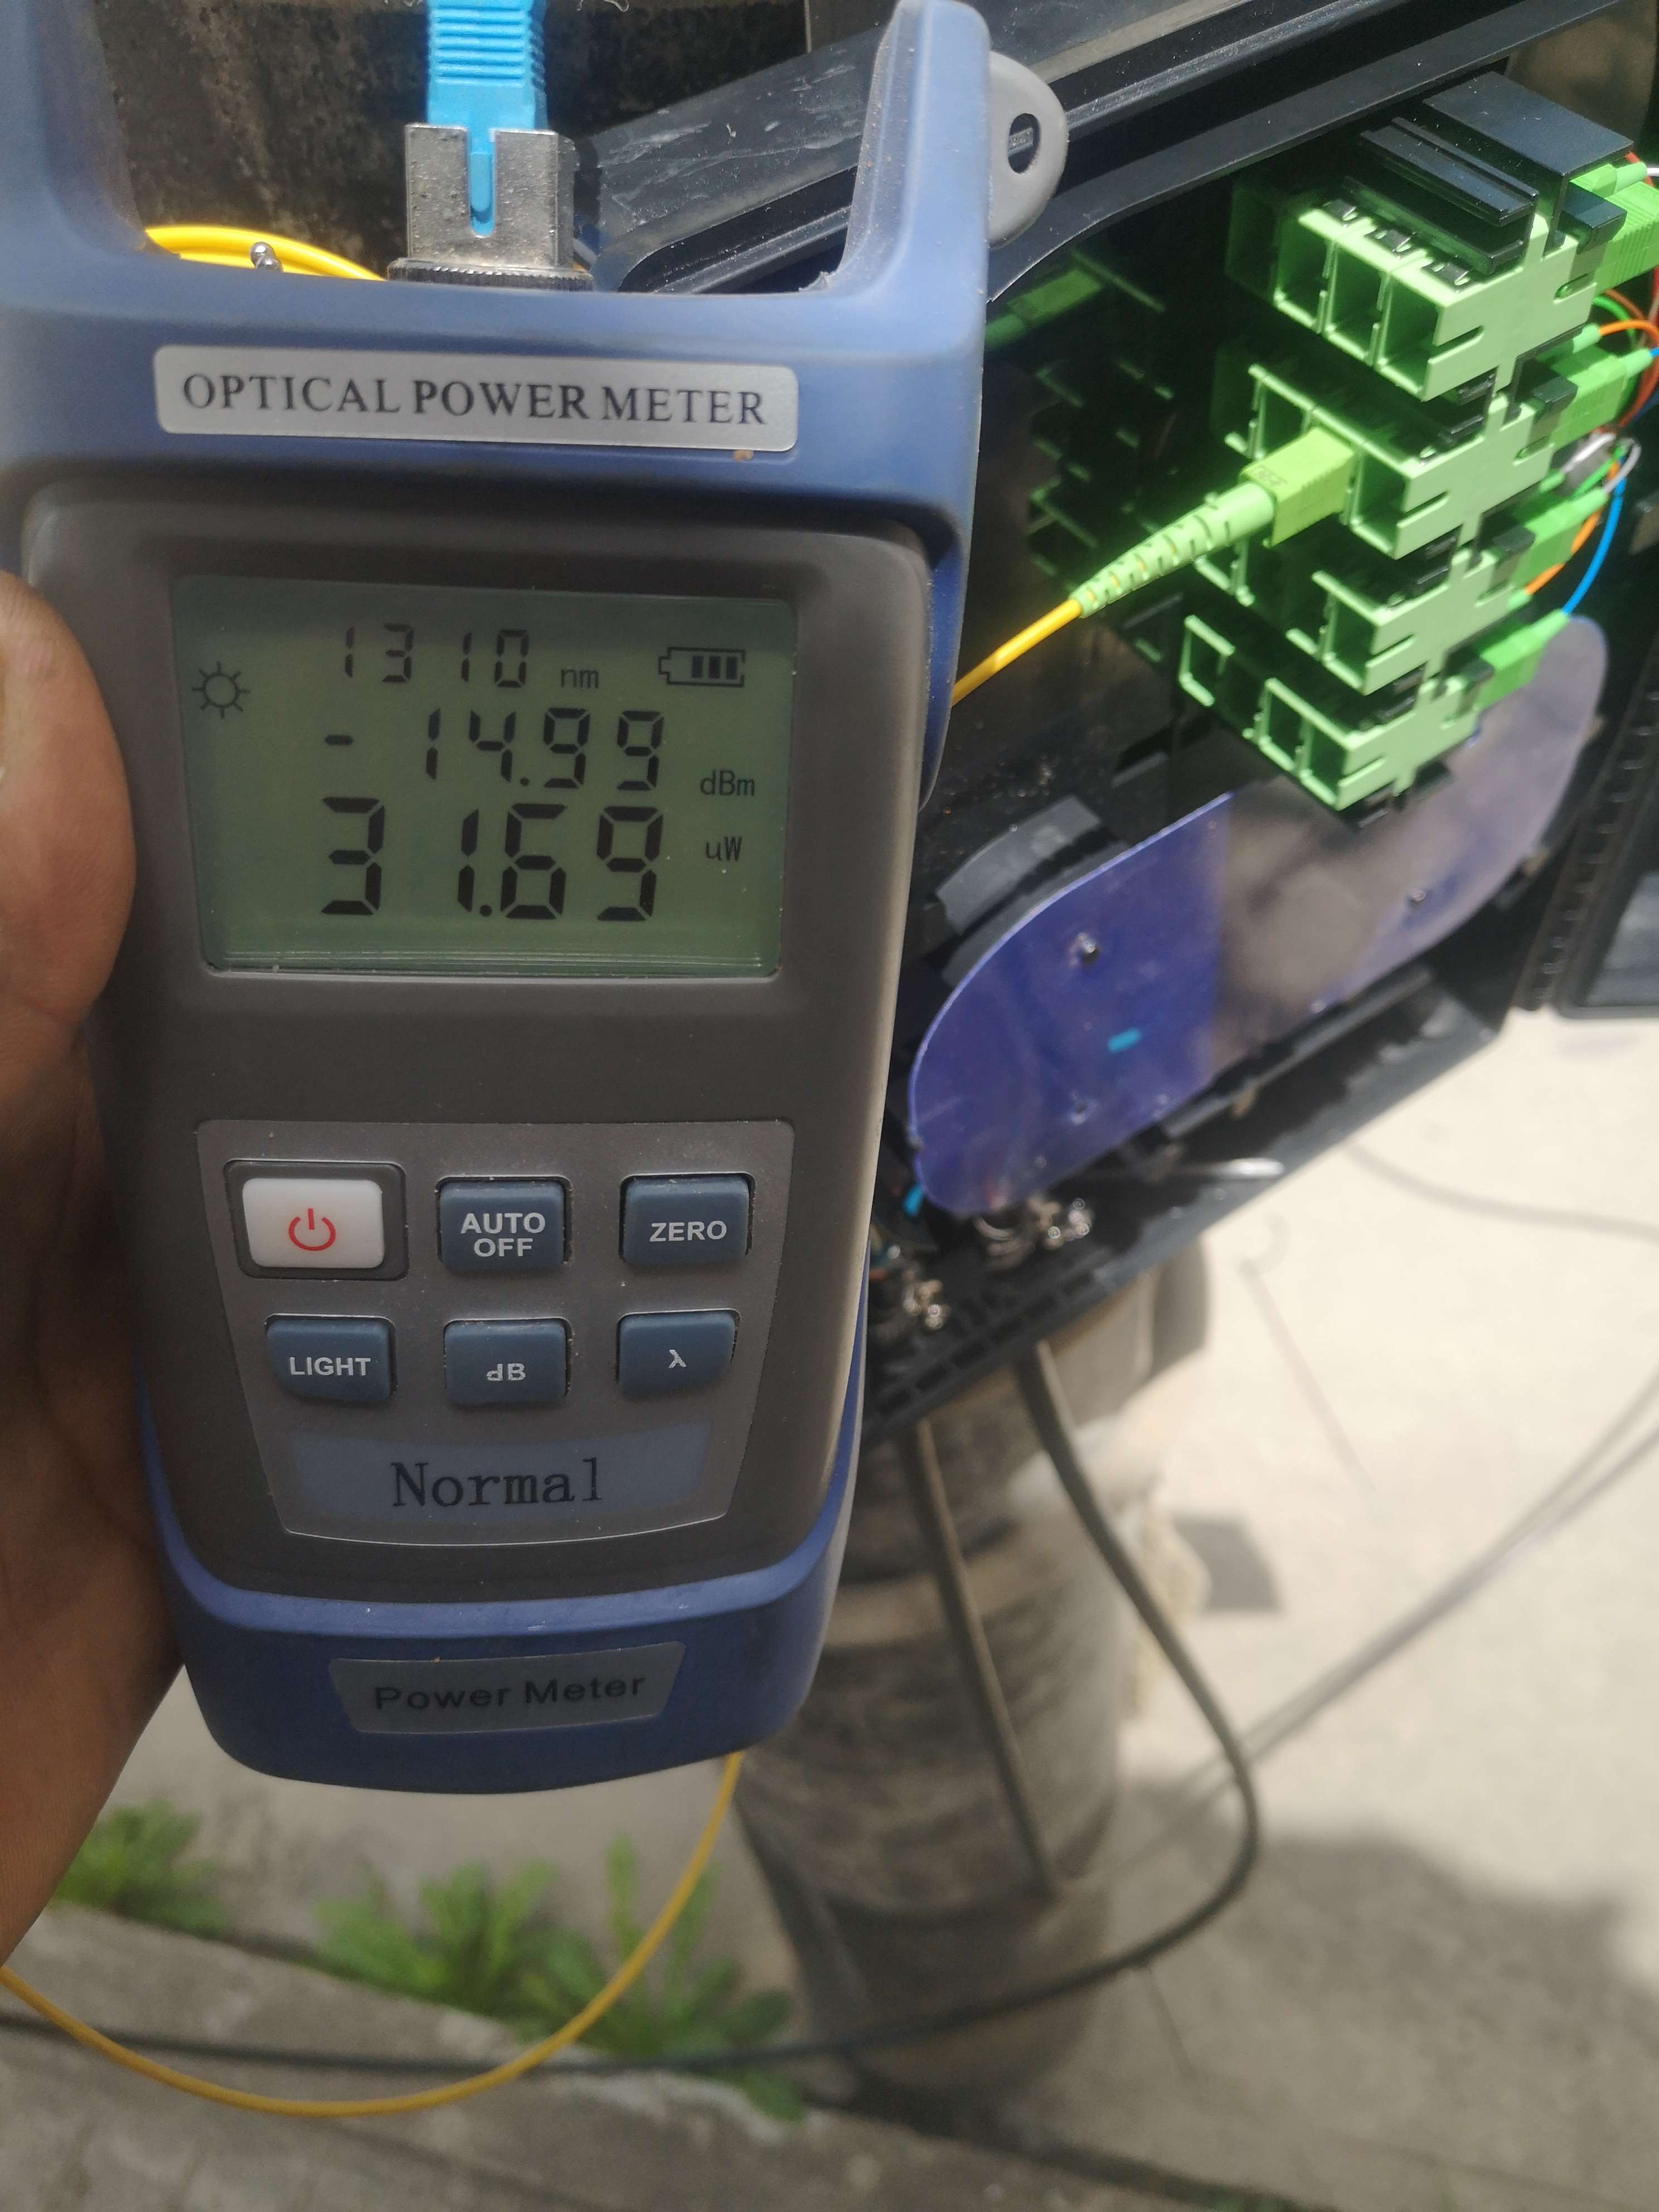 OPTICAL POWER METER
1310 nm
-14.99 dBm
31.69 uW
AUTO OFF
ZERO
LIGHT
dB
λ
Normal
Power Meter